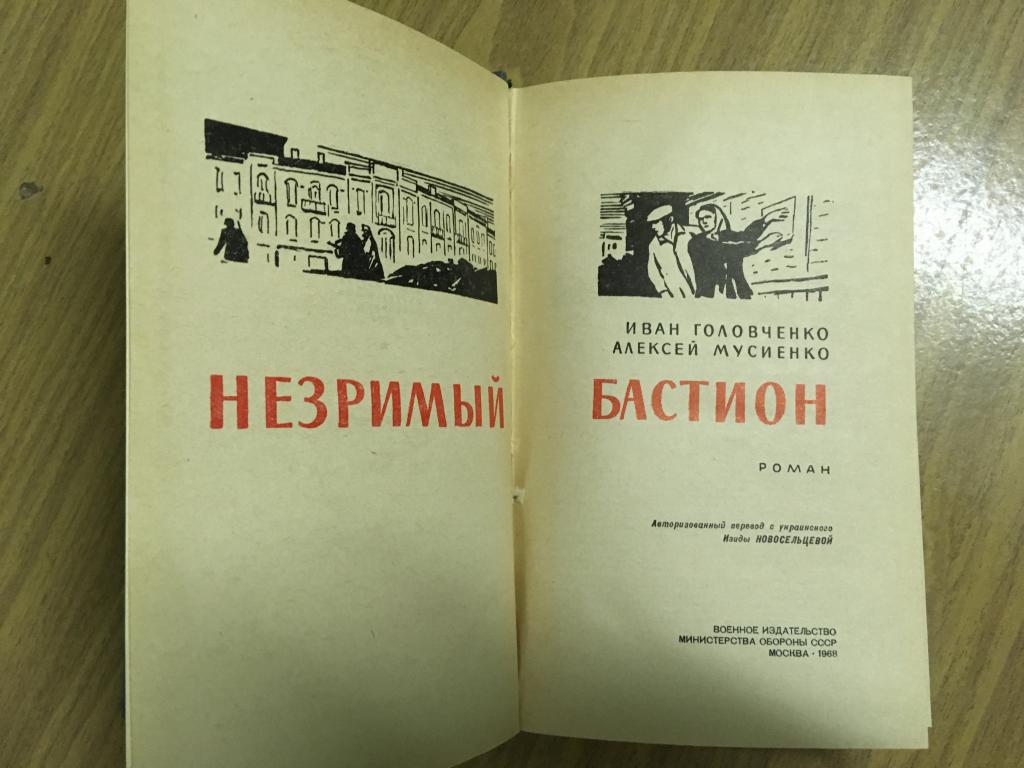 ИВАН ГОЛОВЧЕНКО
АЛЕКСЕЙ МУСИЕНКО
НЕЗРИМЫЙ БАСТИОН
РОМАН
Авторизованный перевод с украинского
Изиды НОВОСЕЛЬЦЕВОЙ
ВОЕННОЕ ИЗДАТЕЛЬСТВО
МИНИСТЕРСТВА ОБОРОНЫ СССР
МОСКВА · 1968